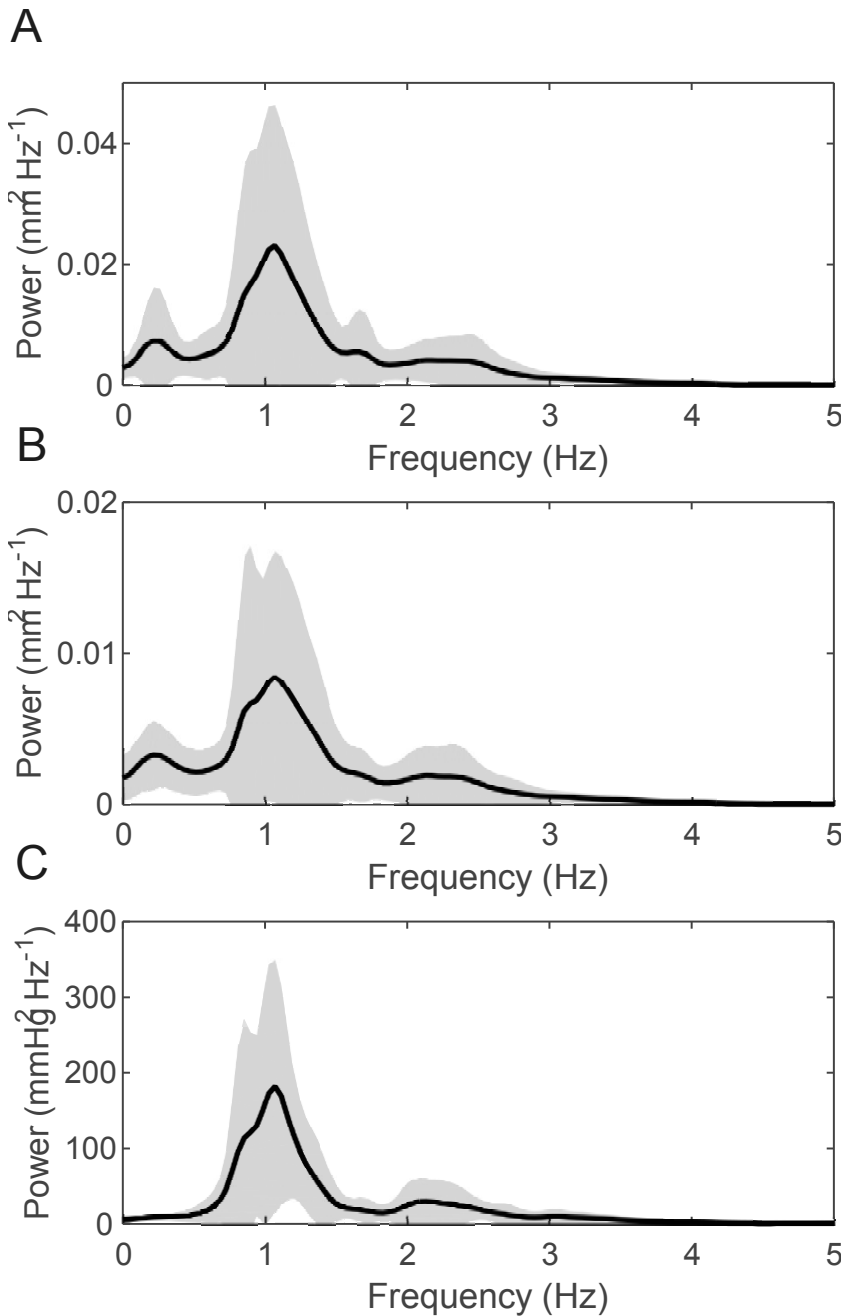 A
Power (mm² Hz⁻¹)
0.04
0.02
0
0 1 2 3 4 5
Frequency (Hz)
B
Power (mm² Hz⁻¹)
0.02
0.01
0
0 1 2 3 4 5
Frequency (Hz)
C
Power (mmHg² Hz⁻¹)
400
300
200
100
0
0 1 2 3 4 5
Frequency (Hz)